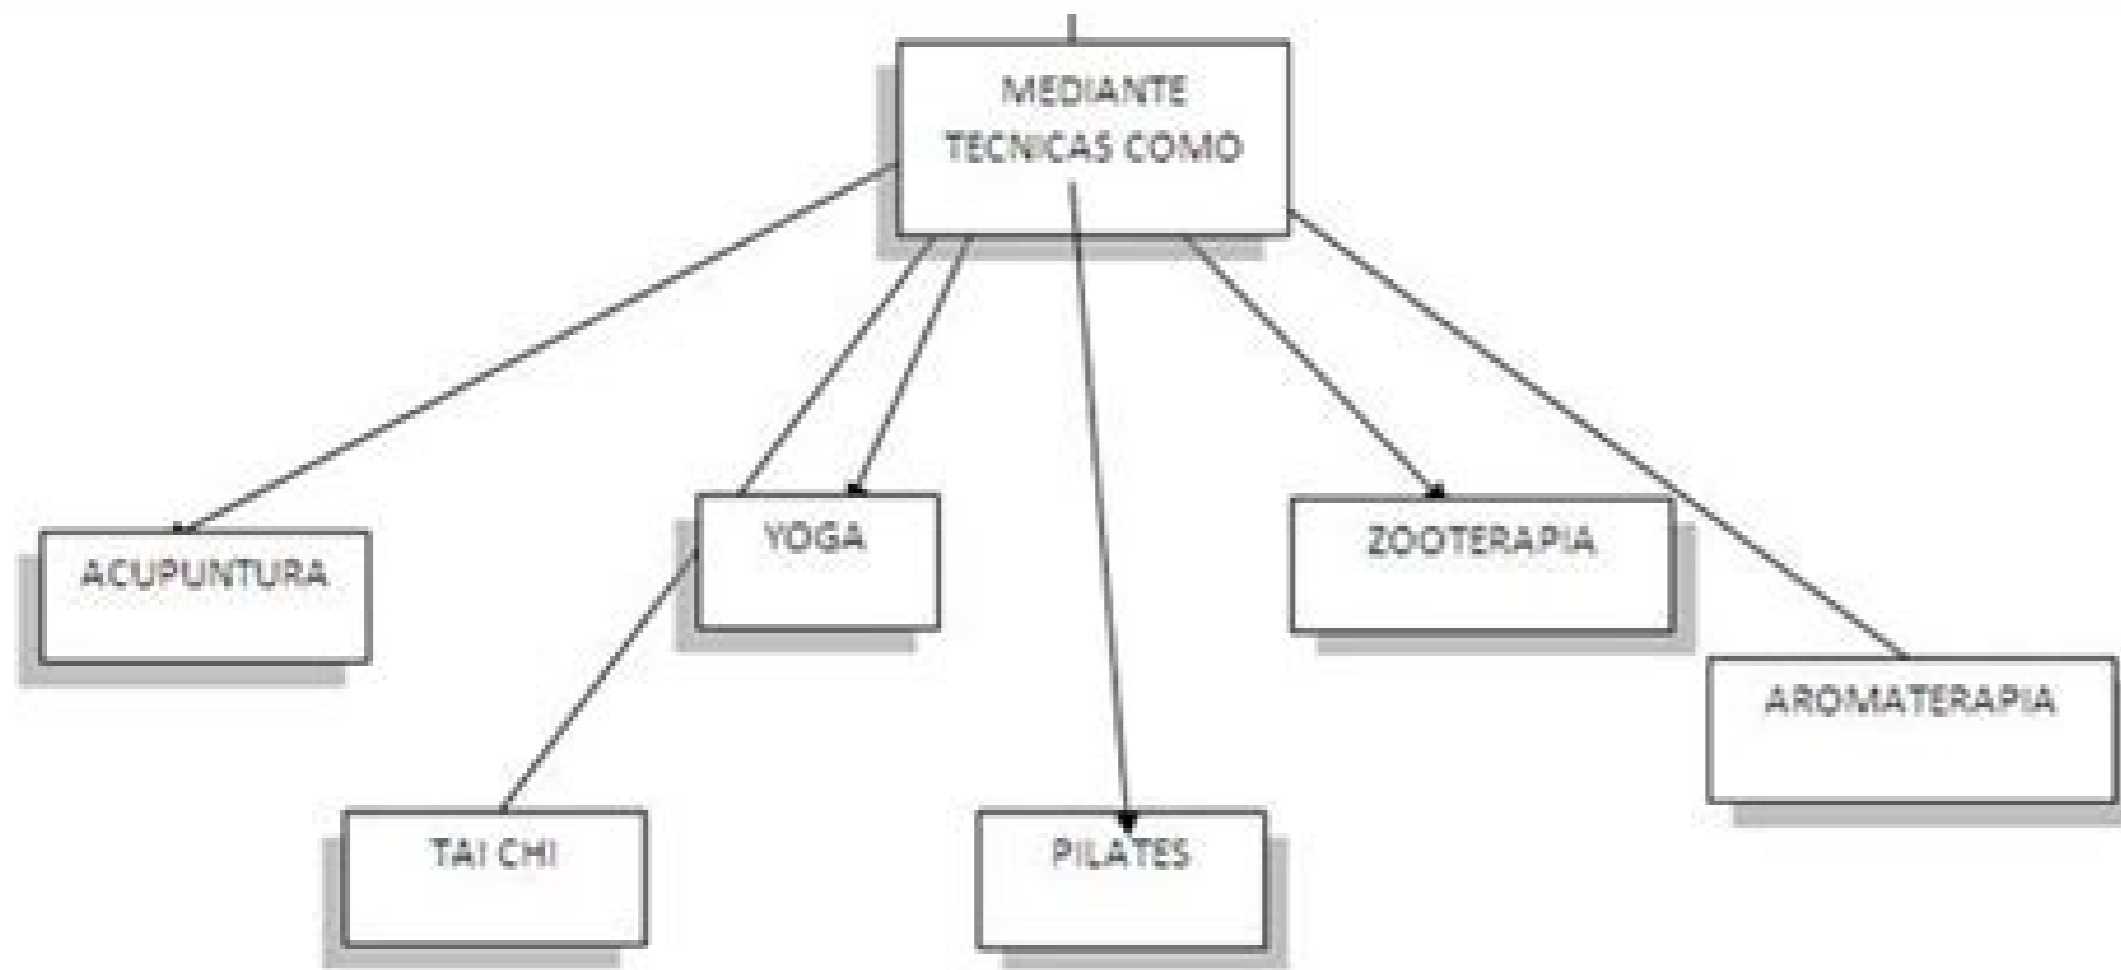 MEDIANTE
TECNICAS COMO
ACUPUNTURA
YOGA
ZOOTERAPIA
AROMATERAPIA
TAI CHI
PILATES